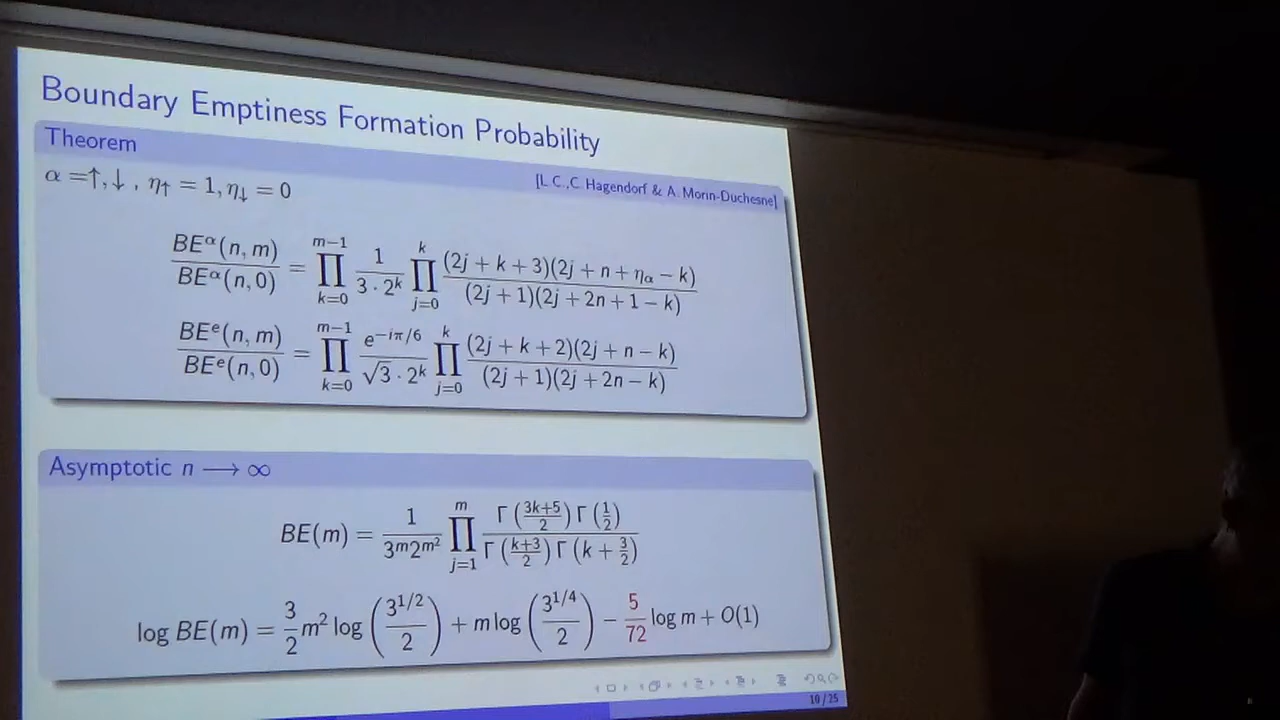 Boundary Emptiness Formation Probability
Theorem
[L.C.,C. Hagendorf & A. Morin-Duchesne]
α =↑,↓ , η↑ = 1, η↓ = 0
BE^α(n, m) / BE^α(n, 0) = ∏_{k=0}^{m−1} 1/(3 · 2^k) ∏_{j=0}^{k} (2j + k + 3)(2j + n + η_α − k) / (2j + 1)(2j + 2n + 1 − k)
BE^e(n, m) / BE^e(n, 0) = ∏_{k=0}^{m−1} e^{−iπ/6}/(√3 · 2^k) ∏_{j=0}^{k} (2j + k + 2)(2j + n − k) / (2j + 1)(2j + 2n − k)
Asymptotic n ⟶ ∞
BE(m) = 1/(3^m 2^{m^2}) ∏_{j=1}^{m} Γ((3k+5)/2) Γ(1/2) / Γ((k+3)/2) Γ(k + 3/2)
log BE(m) = 3/2 m^2 log (3^{1/2}/2) + m log (3^{1/4}/2) − 5/72 log m + O(1)
19 / 25